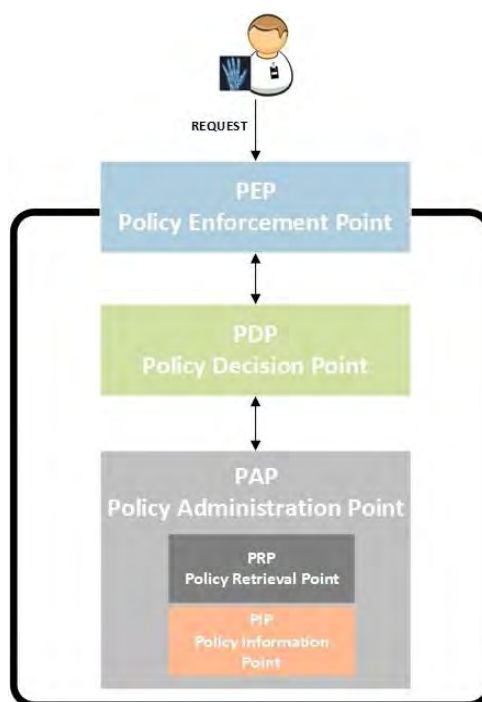 REQUEST
PEP
Policy Enforcement Point
PDP
Policy Decision Point
PAP
Policy Administration Point
PRP
Policy Retrieval Point
PIP
Policy Information
Point